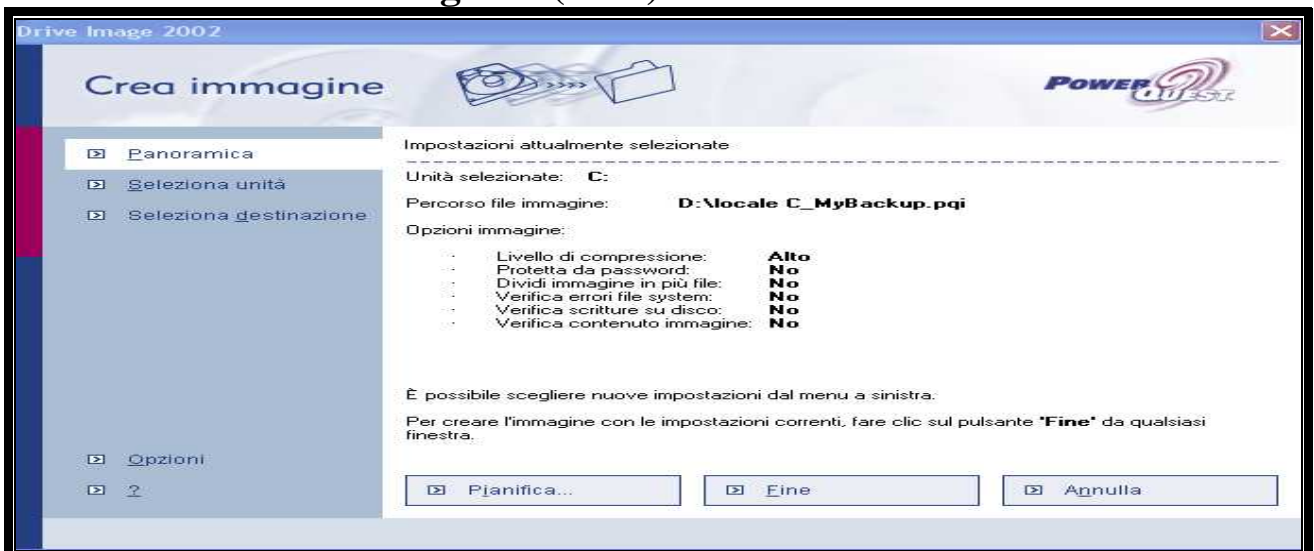 Drive Image 2002
Crea immagine
POWER QUEST
Panoramica
Seleziona unità
Seleziona destinazione
Opzioni
?
Impostazioni attualmente selezionate
Unità selezionate: C:
Percorso file immagine: D:\locale C_MyBackup.pqi
Opzioni immagine:
· Livello di compressione: Alto
· Protetta da password: No
· Dividi immagine in più file: No
· Verifica errori file system: No
· Verifica scritture su disco: No
· Verifica contenuto immagine: No
È possibile scegliere nuove impostazioni dal menu a sinistra.
Per creare l'immagine con le impostazioni correnti, fare clic sul pulsante "Fine" da qualsiasi
finestra.
Pianifica...
Fine
Annulla